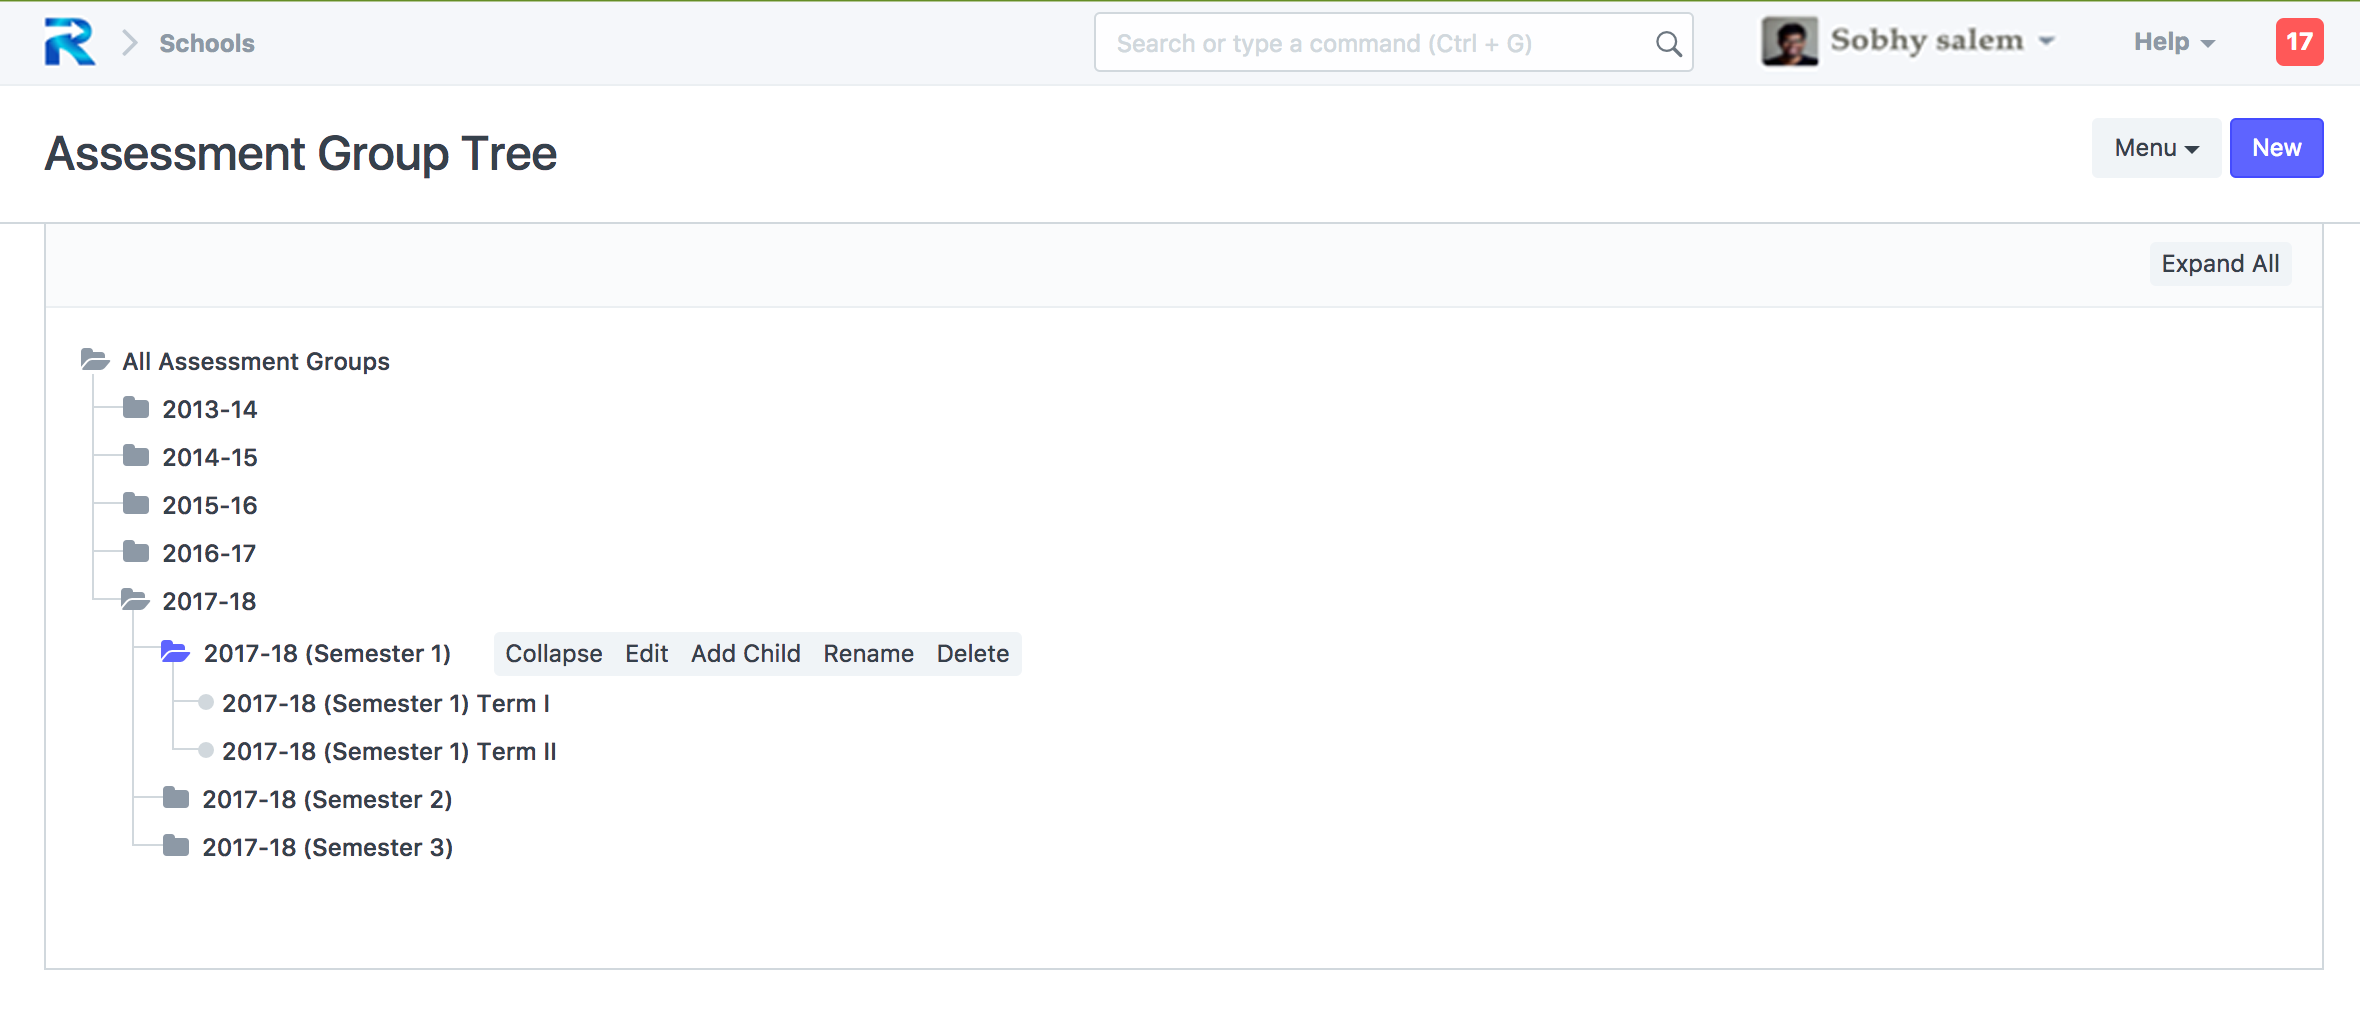 Schools
Search or type a command (Ctrl + G)
Sobhy salem
Help
17
Assessment Group Tree
Menu
New
Expand All
All Assessment Groups
2013-14
2014-15
2015-16
2016-17
2017-18
2017-18 (Semester 1) Collapse Edit Add Child Rename Delete
2017-18 (Semester 1) Term I
2017-18 (Semester 1) Term II
2017-18 (Semester 2)
2017-18 (Semester 3)